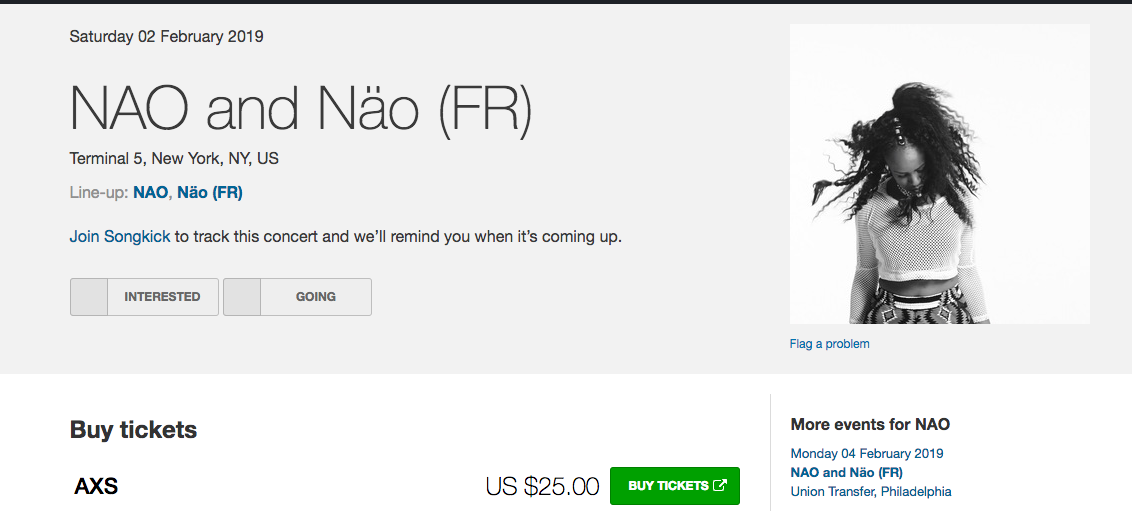 Saturday 02 February 2019
NAO and Näo (FR)
Terminal 5, New York, NY, US
Line-up: NAO, Näo (FR)
Join Songkick to track this concert and we’ll remind you when it’s coming up.
INTERESTED
GOING
Flag a problem
Buy tickets
AXS
US $25.00
BUY TICKETS
More events for NAO
Monday 04 February 2019
NAO and Näo (FR)
Union Transfer, Philadelphia